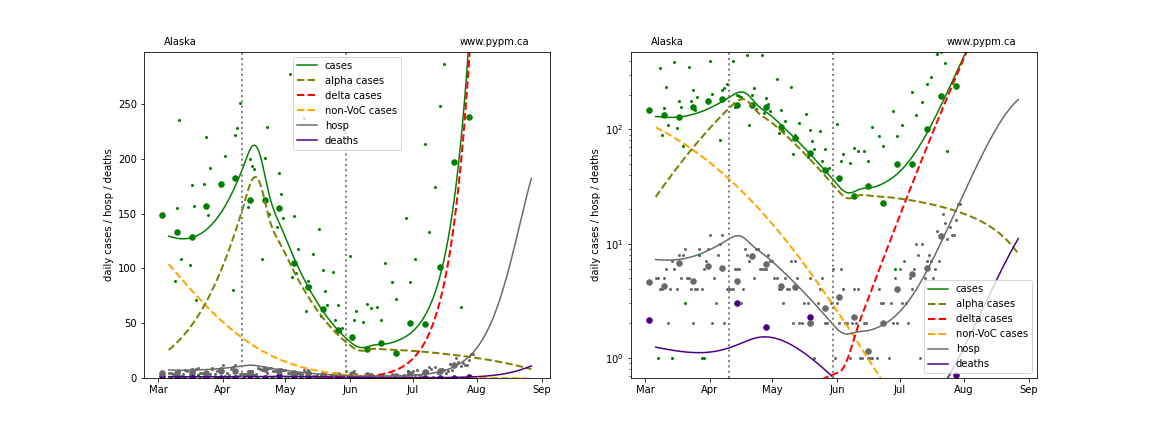 Alaska www.pypm.ca
daily cases / hosp / deaths
250
200
150
100
50
0
cases
alpha cases
delta cases
non-VoC cases
hosp
deaths
Mar Apr May Jun Jul Aug Sep
Alaska www.pypm.ca
daily cases / hosp / deaths
10²
10¹
10⁰
cases
alpha cases
delta cases
non-VoC cases
hosp
deaths
Mar Apr May Jun Jul Aug Sep